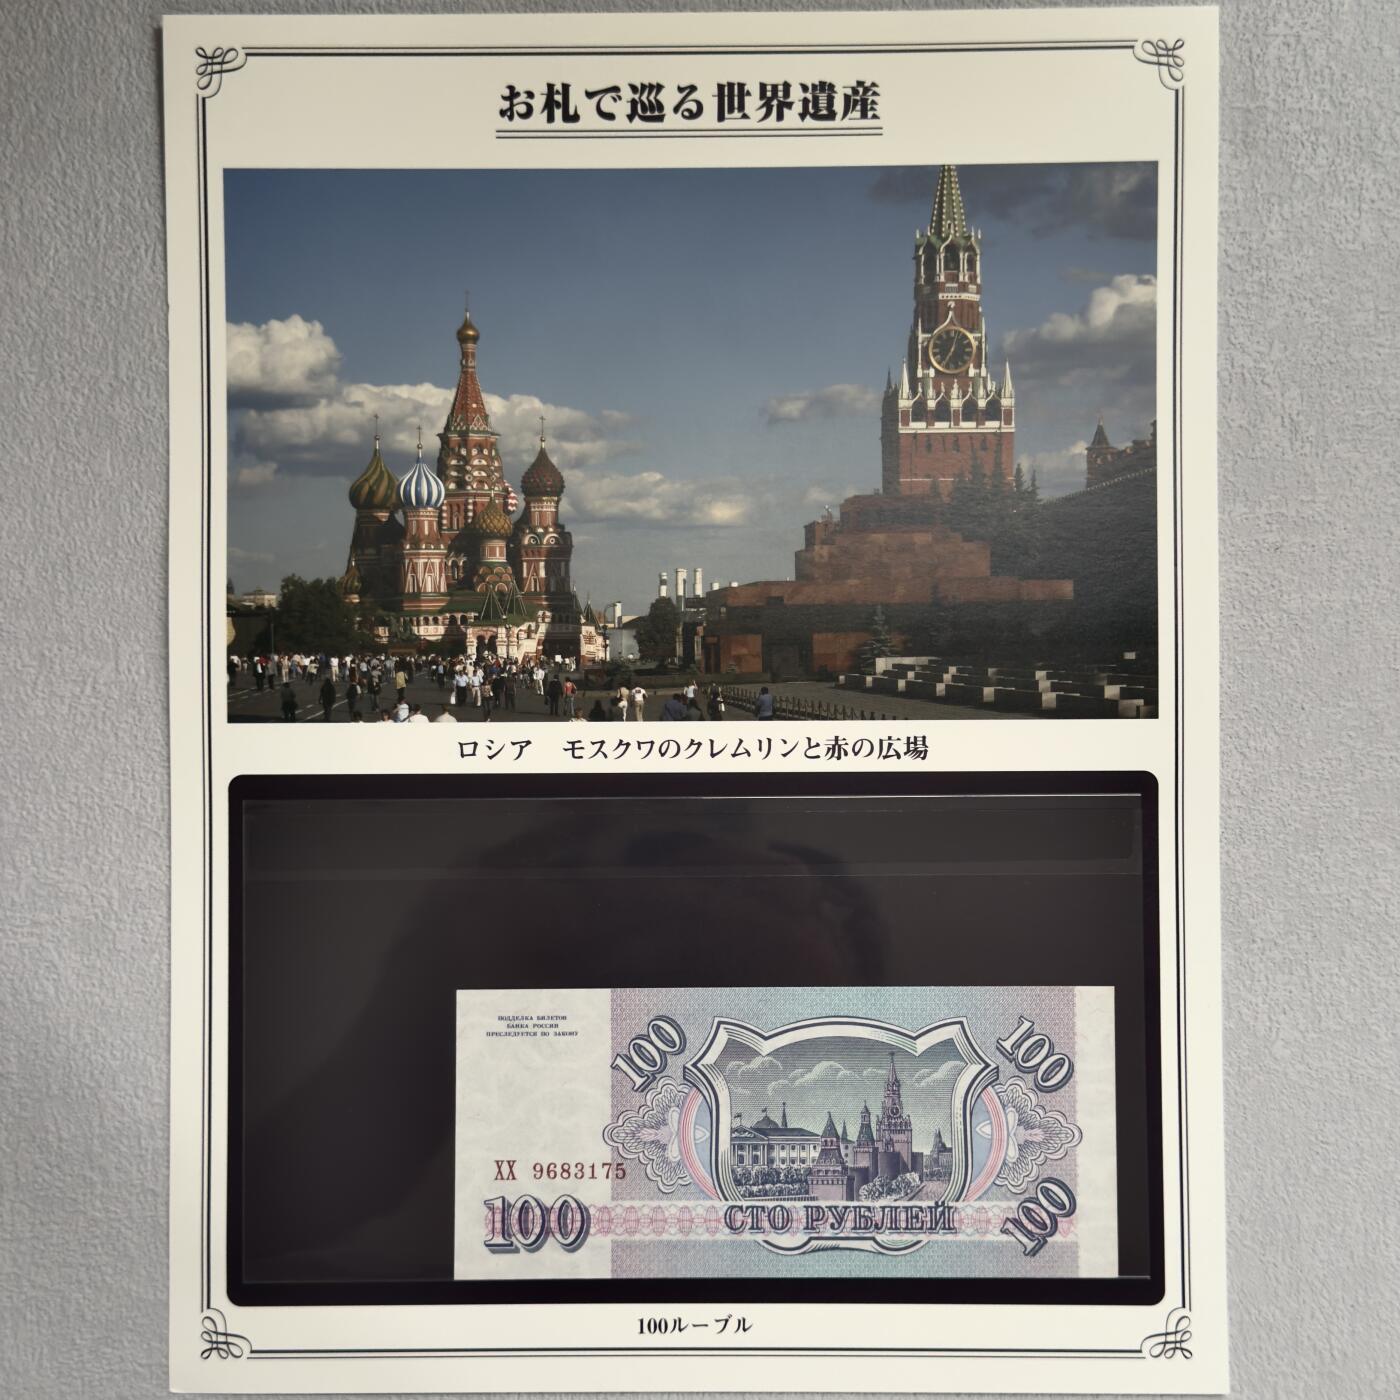 お札で巡る世界遺産
ロシア　モスクワのクレムリンと赤の広場
ПОДДЕЛКА БИЛЕТОВ
БАНКА РОССИИ
ПРЕСЛЕДУЕТСЯ ПО ЗАКОНУ
100
100
ХХ 9683175
100
СТО РУБЛЕЙ
100
100ルーブル